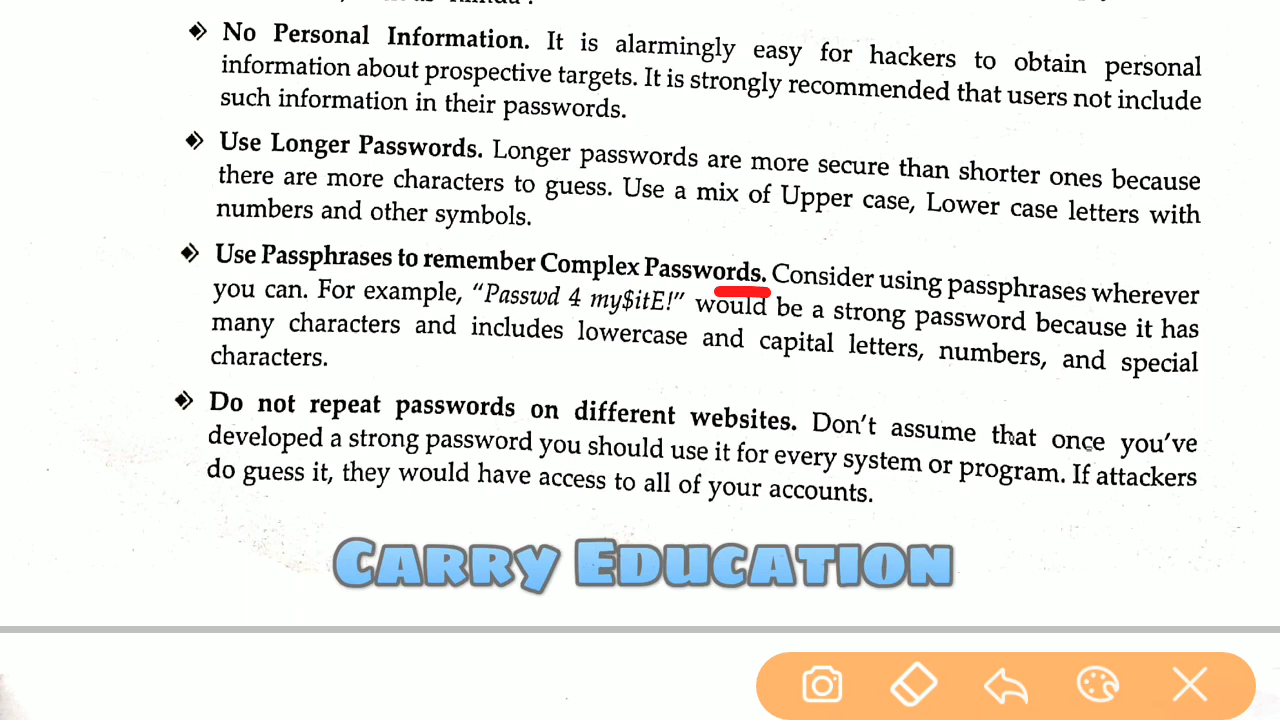 No Personal Information. It is alarmingly easy for hackers to obtain personal
information about prospective targets. It is strongly recommended that users not include
such information in their passwords.
Use Longer Passwords. Longer passwords are more secure than shorter ones because
there are more characters to guess. Use a mix of Upper case, Lower case letters with
numbers and other symbols.
Use Passphrases to remember Complex Passwords. Consider using passphrases wherever
you can. For example, “Passwd 4 my$itE!” would be a strong password because it has
many characters and includes lowercase and capital letters, numbers, and special
characters.
Do not repeat passwords on different websites. Don’t assume that once you’ve
developed a strong password you should use it for every system or program. If attackers
do guess it, they would have access to all of your accounts.
CARRY EDUCATION